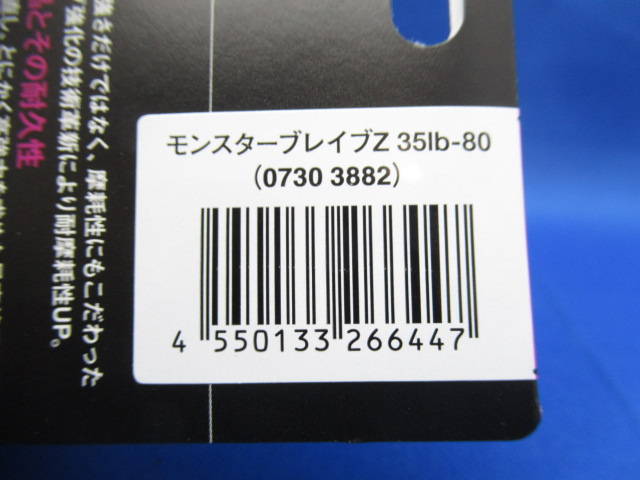 モンスターブレイブZ 35lb-80
(0730 3882)
4 550133 266447
とその耐久性
強さだけではなく、摩耗性にもこだわった
強化の技術革新により耐摩耗性UP。